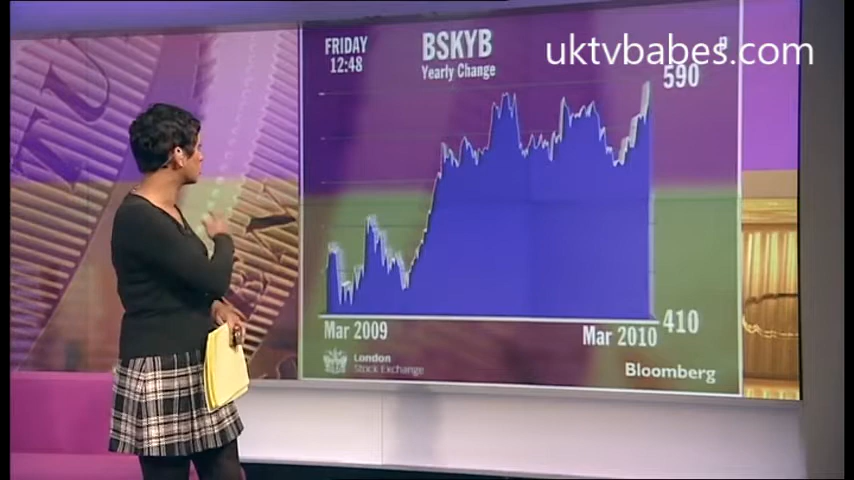 FRIDAY
12:48
BSKYB
Yearly Change
uktvbabes.com
P
590
410
Mar 2009
Mar 2010
London
Stock Exchange
Bloomberg